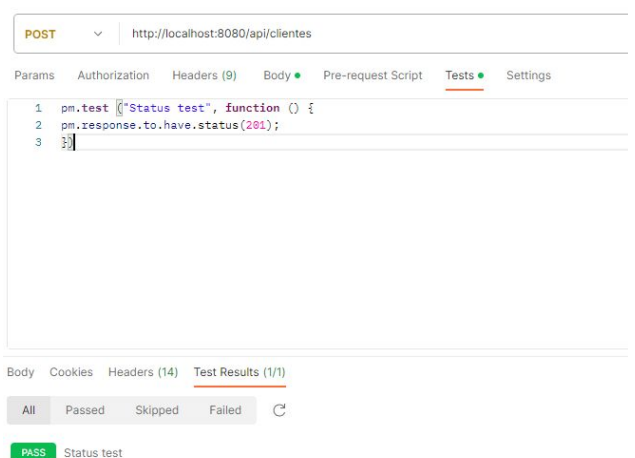 POST http://localhost:8080/api/clientes
Params Authorization Headers (9) Body Pre-request Script Tests Settings
1 pm.test ("Status test", function () {
2 pm.response.to.have.status(201);
3 })
Body Cookies Headers (14) Test Results (1/1)
All Passed Skipped Failed
PASS Status test